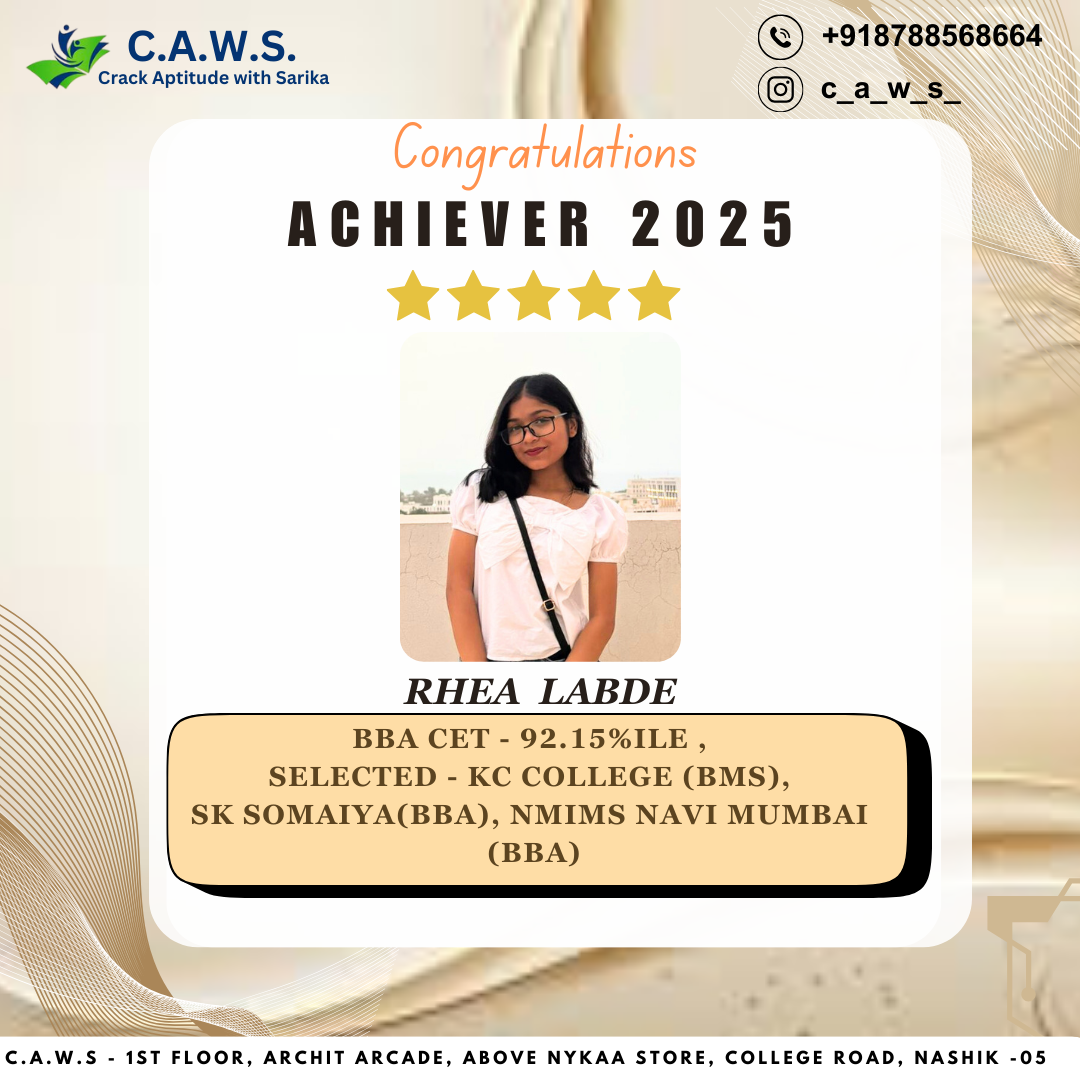 C.A.W.S.
Crack Aptitude with Sarika
+918788568664
c_a_w_s_
Congratulations
ACHIEVER 2025
RHEA LABDE
BBA CET - 92.15%ILE ,
SELECTED - KC COLLEGE (BMS),
SK SOMAIYA(BBA), NMIMS NAVI MUMBAI
(BBA)
C.A.W.S - 1ST FLOOR, ARCHIT ARCADE, ABOVE NYKAA STORE, COLLEGE ROAD, NASHIK -05